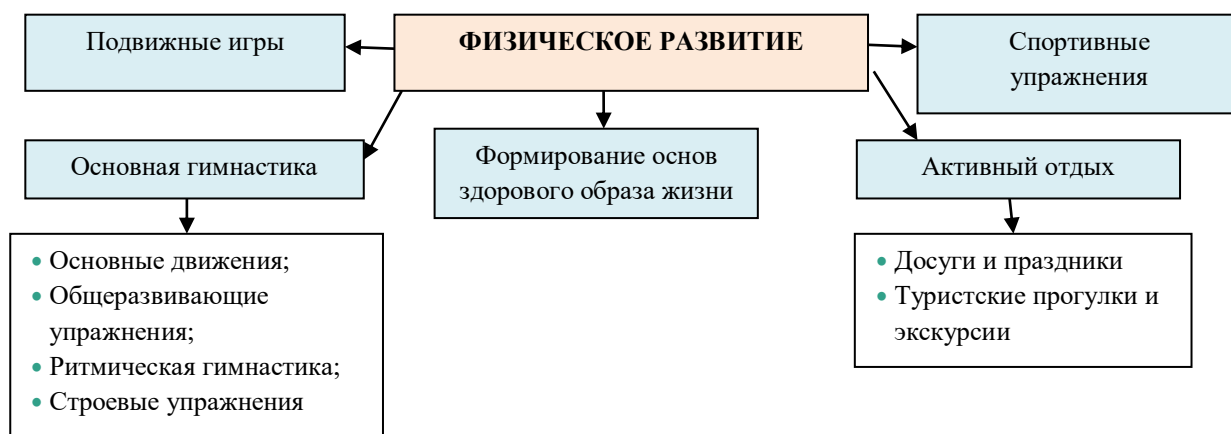 Подвижные игры
ФИЗИЧЕСКОЕ РАЗВИТИЕ
Спортивные
упражнения
Основная гимнастика
Формирование основ
здорового образа жизни
Активный отдых
• Основные движения;
• Общеразвивающие
упражнения;
• Ритмическая гимнастика;
• Строевые упражнения
• Досуги и праздники
• Туристские прогулки и
экскурсии